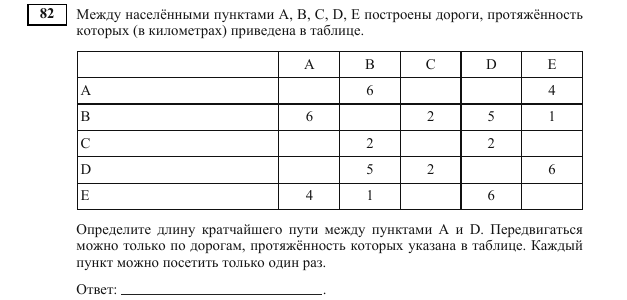 82 Между населёнными пунктами A, B, C, D, E построены дороги, протяжённость
которых (в километрах) приведена в таблице.
A B C D E
A 6 4
B 6 2 5 1
C 2 2
D 5 2 6
E 4 1 6
Определите длину кратчайшего пути между пунктами A и D. Передвигаться
можно только по дорогам, протяжённость которых указана в таблице. Каждый
пункт можно посетить только один раз.
Ответ: ______________________________.